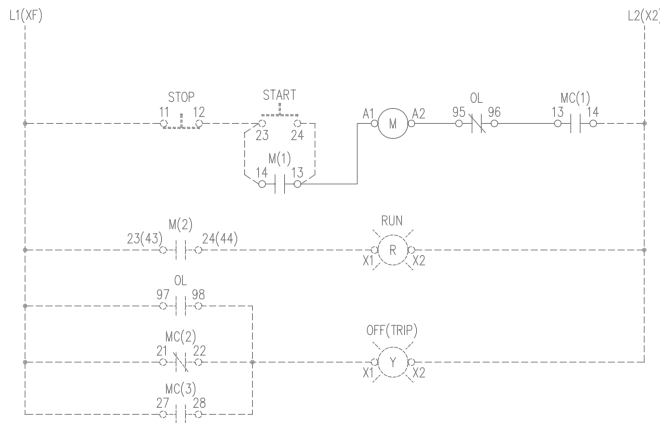 L1(XF) L2(X2)
STOP START OL MC(1)
11 12 23 24 A1 M A2 95 96 13 14
M(1)
14 13
M(2) RUN
23(43) 24(44) X1 R X2
OL
97 98
MC(2) OFF(TRIP)
21 22 X1 Y X2
MC(3)
27 28